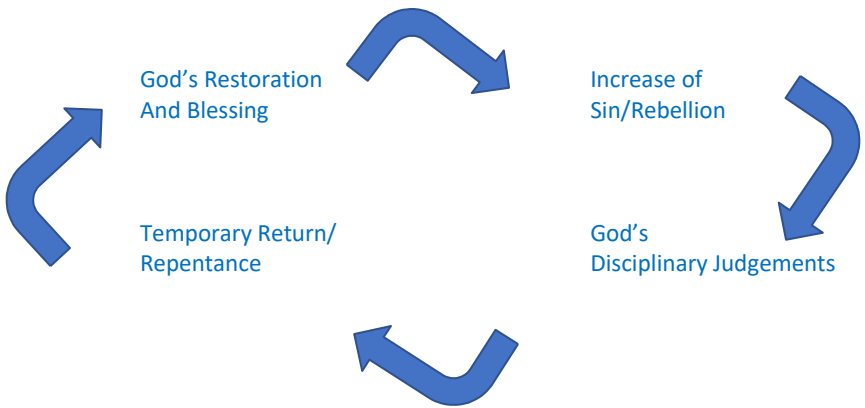 God’s Restoration
And Blessing
Increase of
Sin/Rebellion
Temporary Return/
Repentance
God’s
Disciplinary Judgements